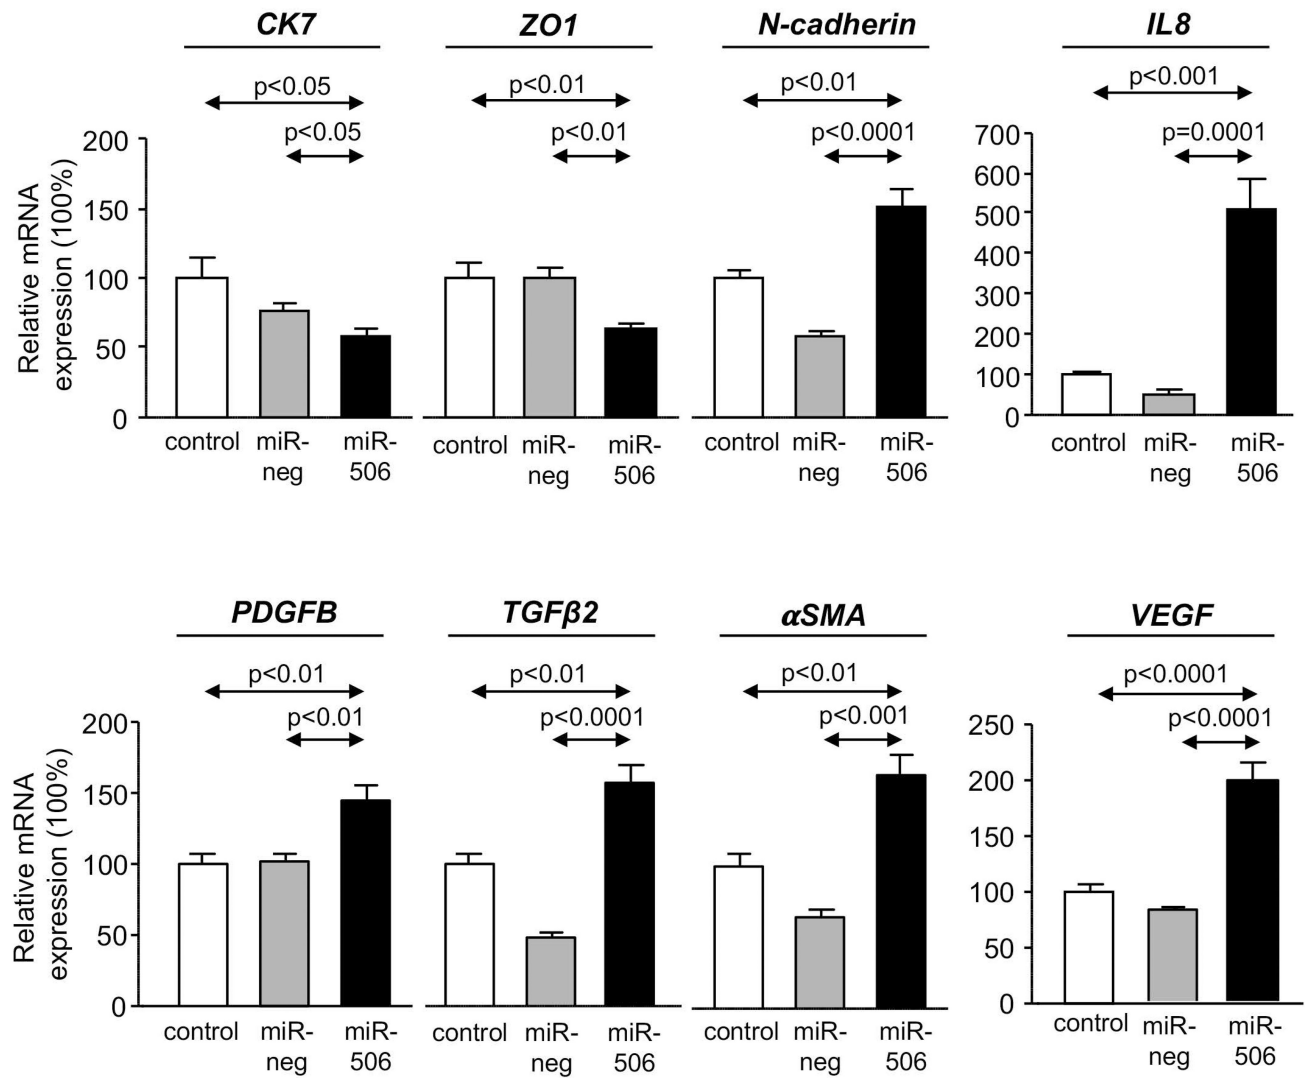 CK7
ZO1
N-cadherin
IL8
p<0.05
p<0.01
p<0.01
p<0.001
p<0.05
p<0.01
p<0.0001
p=0.0001
Relative mRNA
expression (100%)
200
150
100
50
0
700
600
500
400
300
200
100
0
control
miR-
neg
miR-
506
control
miR-
neg
miR-
506
control
miR-
neg
miR-
506
control
miR-
neg
miR-
506
PDGFB
TGFβ2
αSMA
VEGF
p<0.01
p<0.01
p<0.01
p<0.0001
p<0.01
p<0.0001
p<0.001
p<0.0001
Relative mRNA
expression (100%)
200
150
100
50
0
250
200
150
100
50
0
control
miR-
neg
miR-
506
control
miR-
neg
miR-
506
control
miR-
neg
miR-
506
control
miR-
neg
miR-
506